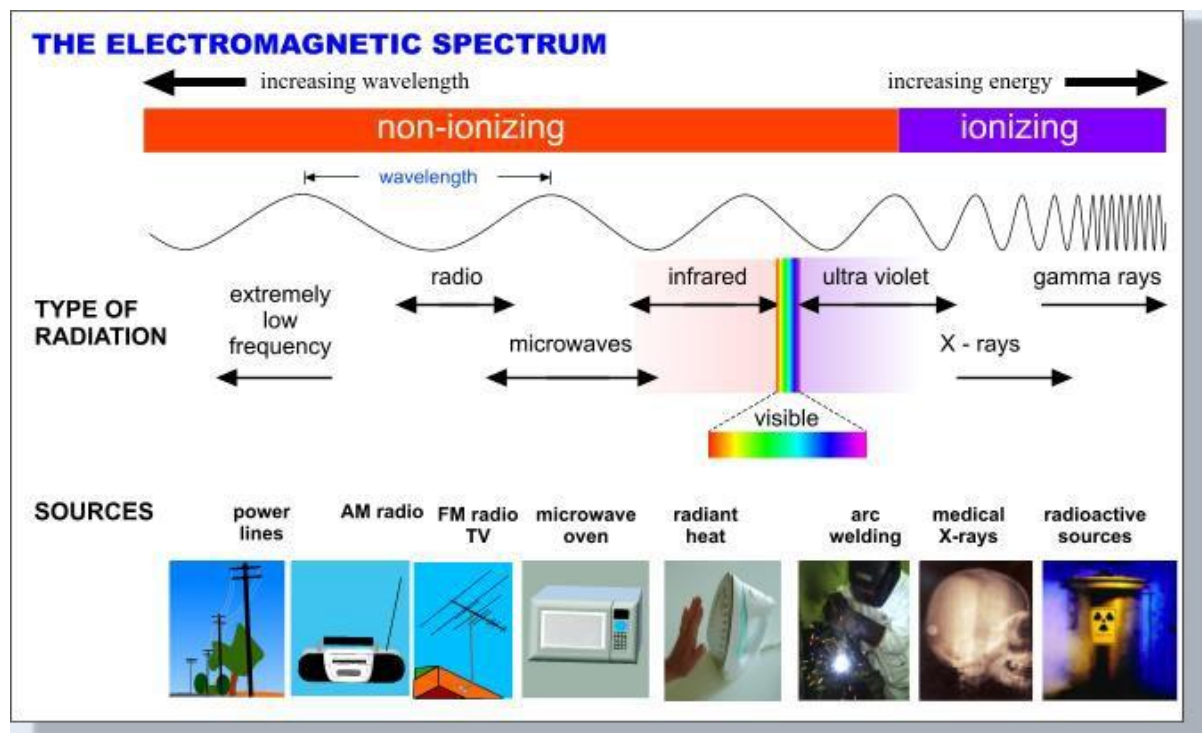 THE ELECTROMAGNETIC SPECTRUM
increasing wavelength
increasing energy
non-ionizing
ionizing
wavelength
TYPE OF
RADIATION
extremely
low
frequency
radio
microwaves
infrared
visible
ultra violet
X - rays
gamma rays
SOURCES
power
lines
AM radio
FM radio
TV
microwave
oven
radiant
heat
arc
welding
medical
X-rays
radioactive
sources